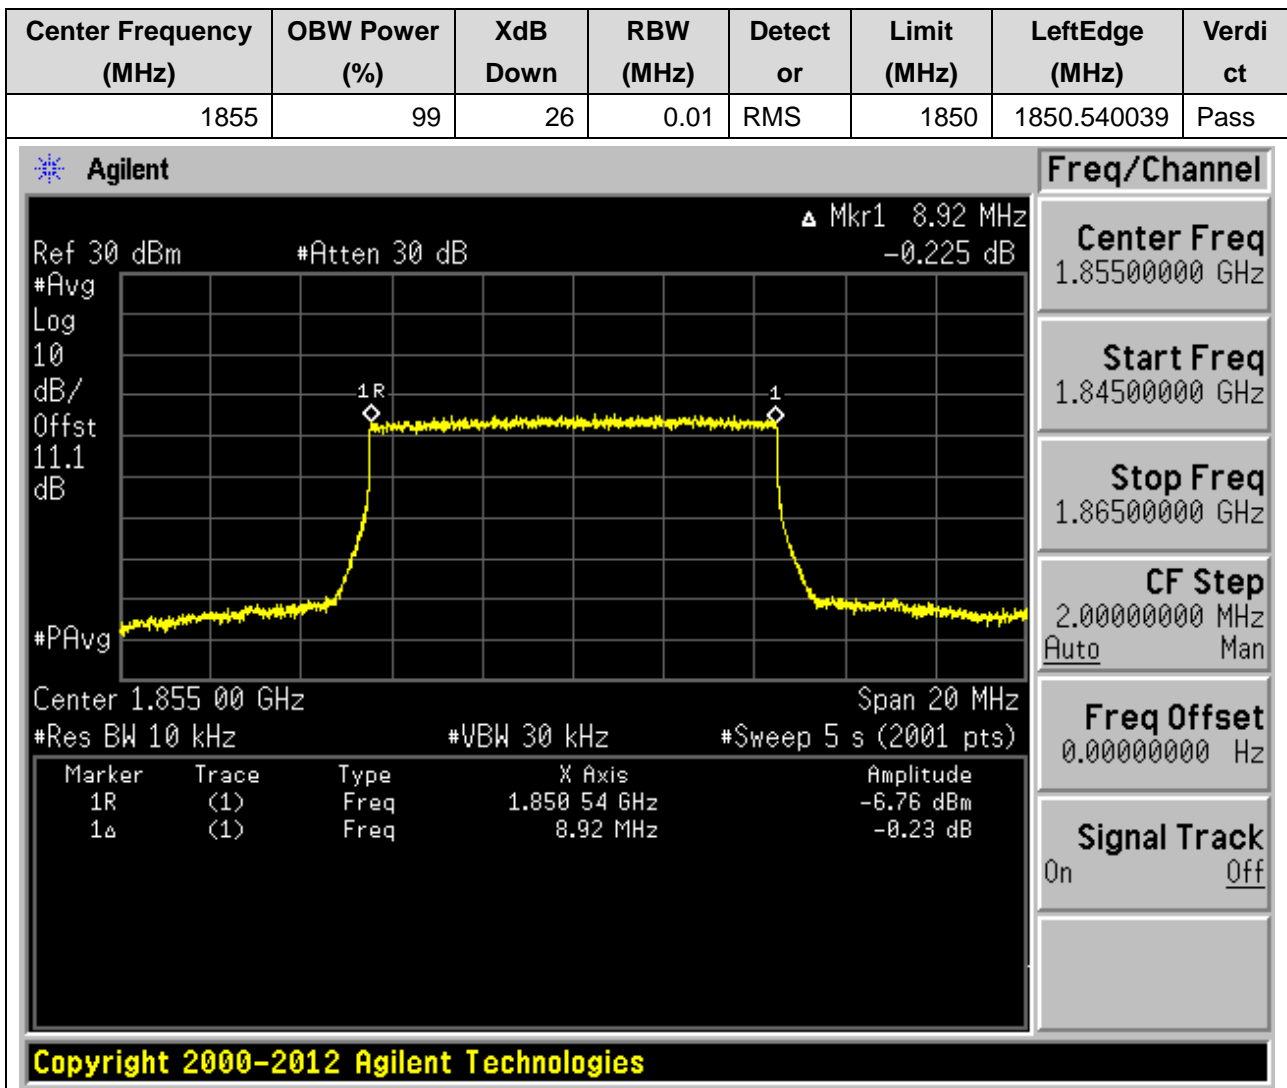 Center Frequency OBW Power XdB RBW Detect Limit LeftEdge Verdi
(MHz) (%) Down (MHz) or (MHz) (MHz) ct
1855 99 26 0.01 RMS 1850 1850.540039 Pass
Agilent Freq/Channel
Δ Mkr1 8.92 MHz
Ref 30 dBm #Atten 30 dB -0.225 dB
#Avg
Log
10
dB/
Offst
11.1
dB
1R
1
#PAvg
Center 1.855 00 GHz Span 20 MHz
#Res BW 10 kHz #VBW 30 kHz #Sweep 5 s (2001 pts)
Marker Trace Type X Axis Amplitude
1R (1) Freq 1.850 54 GHz -6.76 dBm
1Δ (1) Freq 8.92 MHz -0.23 dB
Center Freq
1.85500000 GHz
Start Freq
1.84500000 GHz
Stop Freq
1.86500000 GHz
CF Step
2.00000000 MHz
Auto Man
Freq Offset
0.00000000 Hz
Signal Track
On Off
Copyright 2000-2012 Agilent Technologies